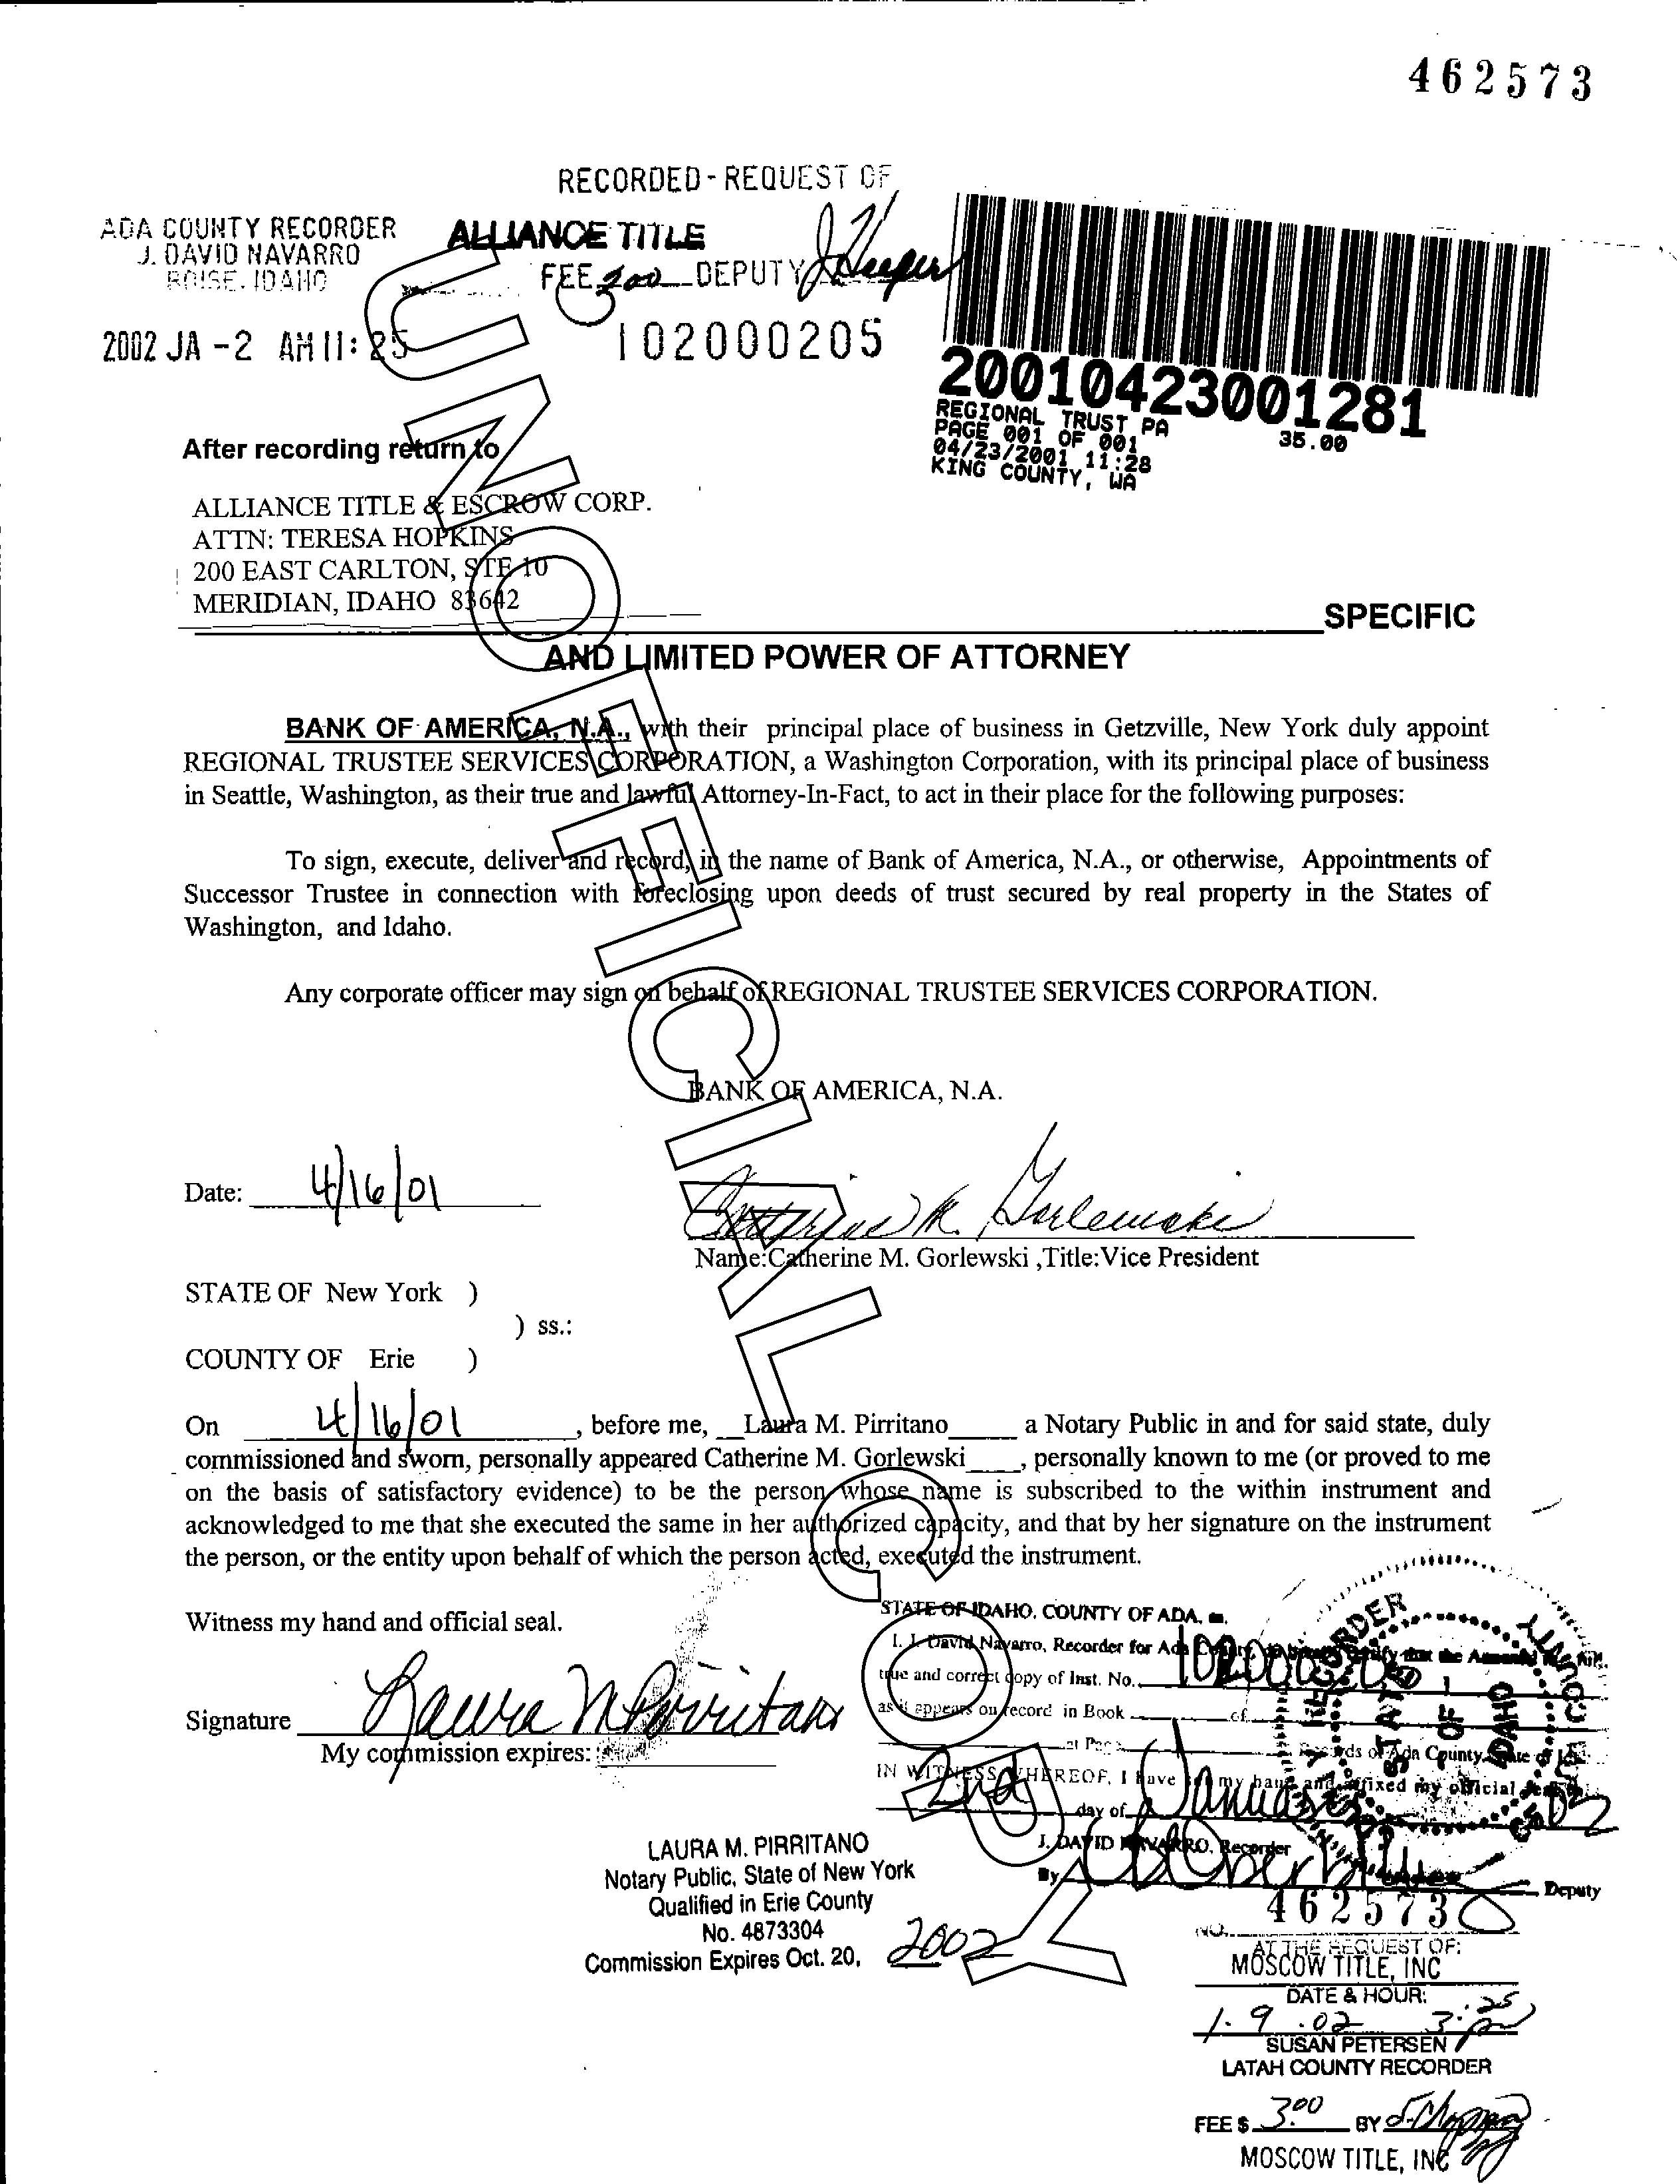 462573
RECORDED - REQUEST OF
ADA COUNTY RECORDER
J. DAVID NAVARRO
BOISE, IDAHO
ALLIANCE TITLE
FEE 3.00 DEPUTY
2002 JA -2 AM 11: 25
102000205
20010423001281
REGIONAL TRUST PA 35.00
PAGE 001 OF 001
04/23/2001 11:28
KING COUNTY, WA
After recording return to
ALLIANCE TITLE & ESCROW CORP.
ATTN: TERESA HOPKINS
200 EAST CARLTON, STE 10
MERIDIAN, IDAHO 83642
SPECIFIC
AND LIMITED POWER OF ATTORNEY
BANK OF AMERICA, N.A., with their principal place of business in Getzville, New York duly appoint
REGIONAL TRUSTEE SERVICES CORPORATION, a Washington Corporation, with its principal place of business
in Seattle, Washington, as their true and lawful Attorney-In-Fact, to act in their place for the following purposes:
To sign, execute, deliver and record, in the name of Bank of America, N.A., or otherwise, Appointments of
Successor Trustee in connection with foreclosing upon deeds of trust secured by real property in the States of
Washington, and Idaho.
Any corporate officer may sign on behalf of REGIONAL TRUSTEE SERVICES CORPORATION.
BANK OF AMERICA, N.A.
Date: 4/16/01
Catherine M. Gorlewski
Name:Catherine M. Gorlewski ,Title:Vice President
STATE OF New York )
) ss.:
COUNTY OF Erie )
On 4/16/01, before me, Laura M. Pirritano a Notary Public in and for said state, duly
commissioned and sworn, personally appeared Catherine M. Gorlewski, personally known to me (or proved to me
on the basis of satisfactory evidence) to be the person whose name is subscribed to the within instrument and
acknowledged to me that she executed the same in her authorized capacity, and that by her signature on the instrument
the person, or the entity upon behalf of which the person acted, executed the instrument.
Witness my hand and official seal.
Signature Laura M Pirritano
My commission expires:
LAURA M. PIRRITANO
Notary Public, State of New York
Qualified in Erie County
No. 4873304
Commission Expires Oct. 20, 2002
STATE OF IDAHO, COUNTY OF ADA, ss.
I, J. David Navarro, Recorder for Ada County, certify that the
true and correct copy of Inst. No.
as it appears on record in Book of
at Page Records of Ada County, State of
IN WITNESS WHEREOF, I have set my hand and affixed my official
2nd day of January 02
J. DAVID NAVARRO, Recorder
By Deputy
RECORDER
COUNTY
STATE OF IDAHO
NO. 462573
AT THE REQUEST OF:
MOSCOW TITLE, INC
DATE & HOUR:
1.9.02 3:25 pm
SUSAN PETERSEN
LATAH COUNTY RECORDER
FEE $ 3.00 BY
MOSCOW TITLE, INC
UNOFFICIAL COPY